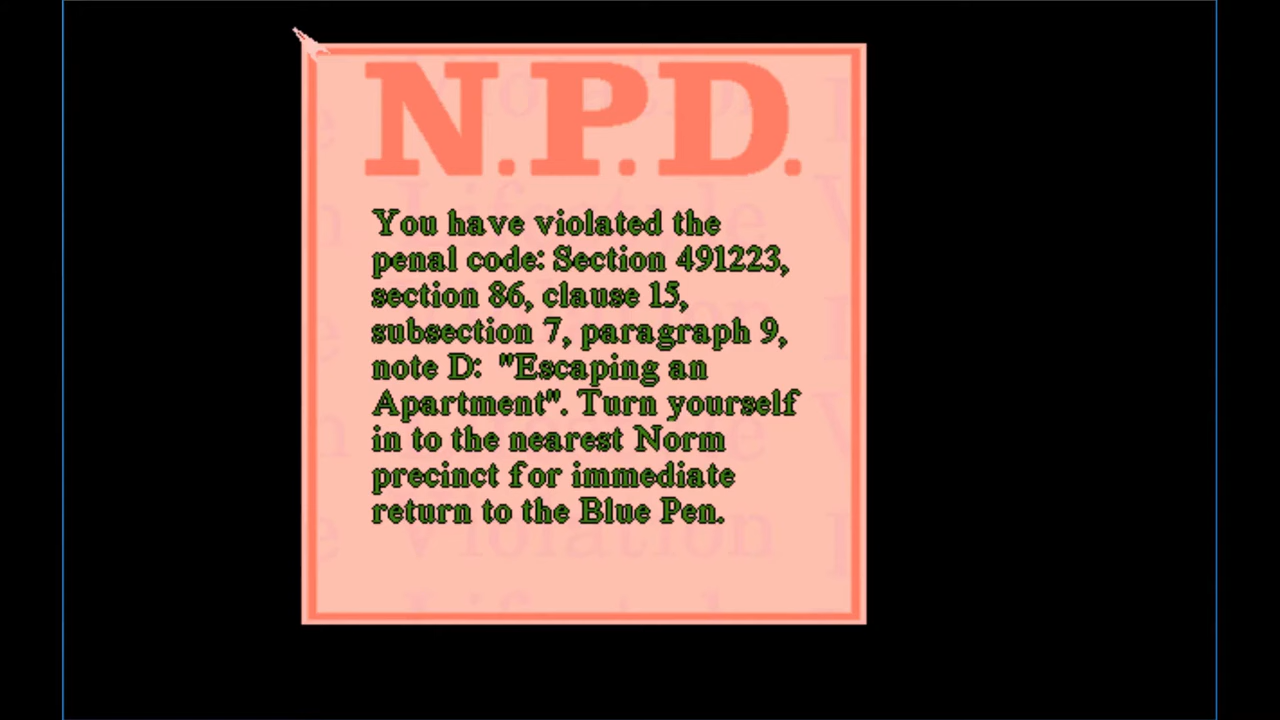 N.P.D.
You have violated the
penal code: Section 491223,
section 86, clause 15,
subsection 7, paragraph 9,
note D:  "Escaping an
Apartment". Turn yourself
in to the nearest Norm
precinct for immediate
return to the Blue Pen.